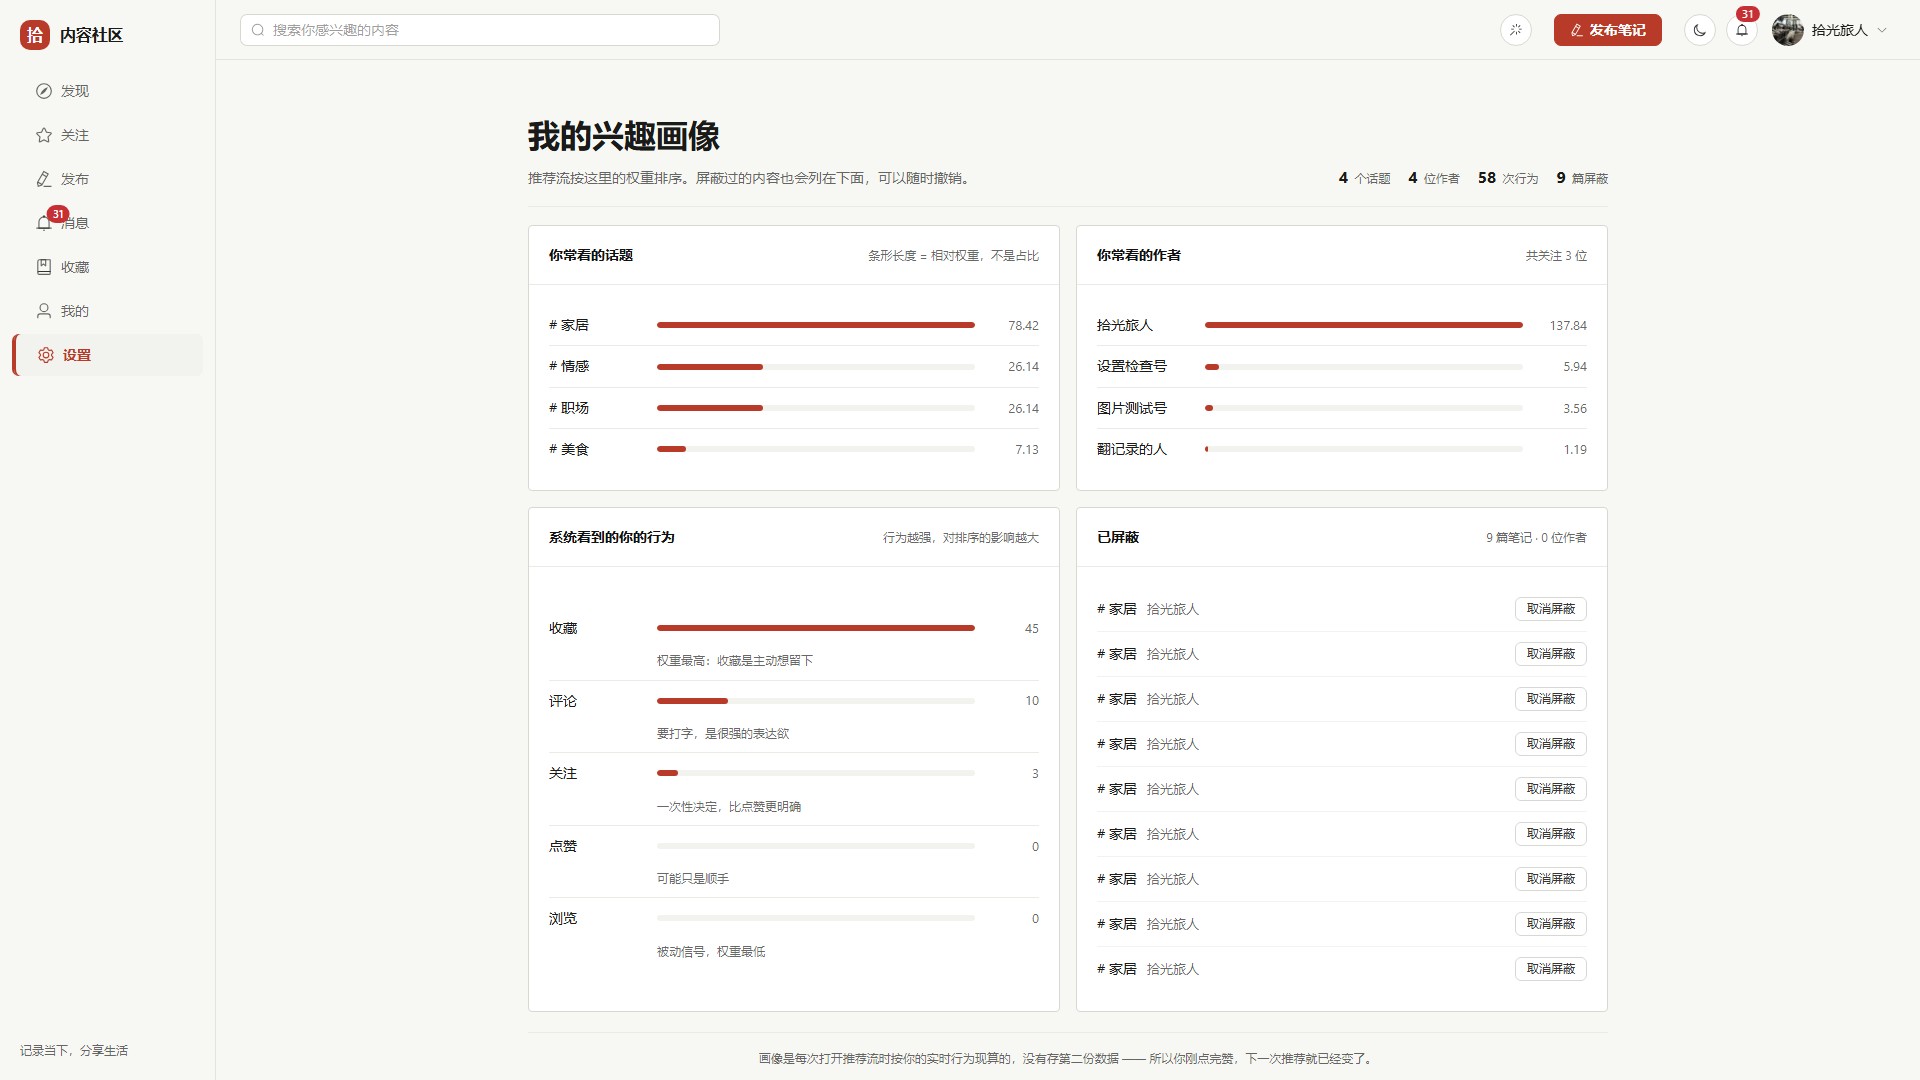 拾 内容社区
搜索你感兴趣的内容
发布笔记
31
拾光旅人
发现
关注
发布
31
消息
收藏
我的
设置
记录当下，分享生活
我的兴趣画像
推荐流按这里的权重排序。屏蔽过的内容也会列在下面，可以随时撤销。
4 个话题 4 位作者 58 次行为 9 篇屏蔽
你常看的话题 条形长度 = 相对权重，不是占比
# 家居 78.42
# 情感 26.14
# 职场 26.14
# 美食 7.13
你常看的作者 共关注 3 位
拾光旅人 137.84
设置检查号 5.94
图片测试号 3.56
翻记录的人 1.19
系统看到的你的行为 行为越强，对排序的影响越大
收藏 45
权重最高：收藏是主动想留下
评论 10
要打字，是很强的表达欲
关注 3
一次性决定，比点赞更明确
点赞 0
可能只是顺手
浏览 0
被动信号，权重最低
已屏蔽 9 篇笔记 · 0 位作者
# 家居 拾光旅人 取消屏蔽
# 家居 拾光旅人 取消屏蔽
# 家居 拾光旅人 取消屏蔽
# 家居 拾光旅人 取消屏蔽
# 家居 拾光旅人 取消屏蔽
# 家居 拾光旅人 取消屏蔽
# 家居 拾光旅人 取消屏蔽
# 家居 拾光旅人 取消屏蔽
# 家居 拾光旅人 取消屏蔽
画像是每次打开推荐流时按你的实时行为现算的，没有存第二份数据 —— 所以你刚点完赞，下一次推荐就已经变了。